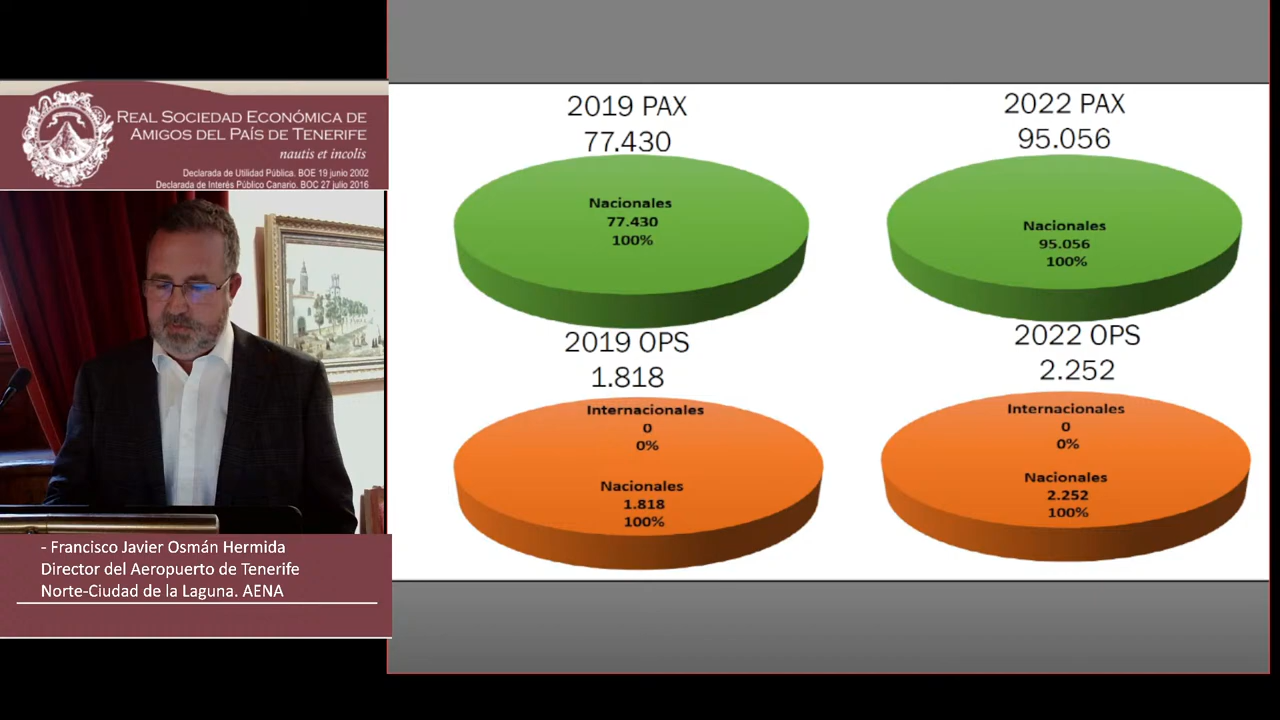 REAL SOCIEDAD ECONÓMICA DE
AMIGOS DEL PAÍS DE TENERIFE
nautis et incolis
Declarada de Utilidad Pública. BOE 19 junio 2002
Declarada de Interés Público Canario. BOC 27 julio 2016
- Francisco Javier Osmán Hermida
Director del Aeropuerto de Tenerife
Norte-Ciudad de la Laguna. AENA
2019 PAX
77.430
Nacionales
77.430
100%
2022 PAX
95.056
Nacionales
95.056
100%
2019 OPS
1.818
Internacionales
0
0%
Nacionales
1.818
100%
2022 OPS
2.252
Internacionales
0
0%
Nacionales
2.252
100%